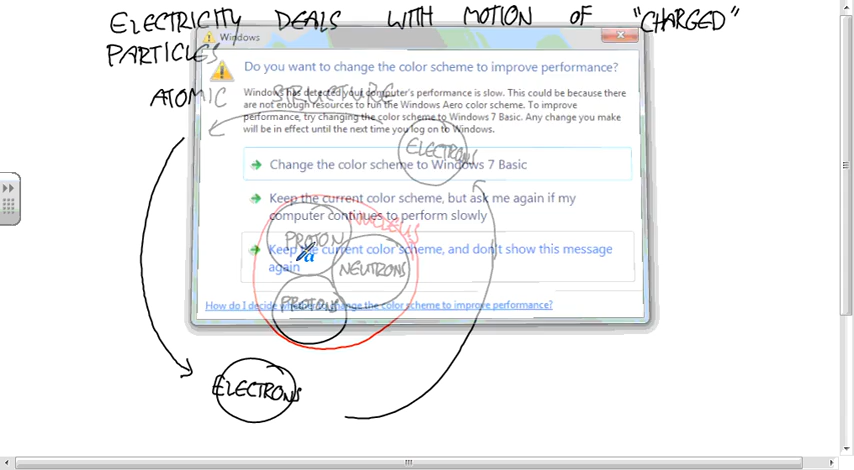 ELECTRICITY DEALS WITH MOTION OF "CHARGED"
PARTICLES
Windows
Do you want to change the color scheme to improve performance?
ATOMIC STRUCTURE
Windows has detected your computer's performance is slow. This could be because there
are not enough resources to run the Windows Aero color scheme. To improve
performance, try changing the color scheme to Windows 7 Basic. Any change you make
will be in effect until the next time you log on to Windows.
ELECTRONS
Change the color scheme to Windows 7 Basic
Keep the current color scheme, but ask me again if my
computer continues to perform slowly
NUCLEUS
PROTON
Keep the current color scheme, and don't show this message
again
NEUTRONS
PROTONS
How do I decide whether to change the color scheme to improve performance?
ELECTRONS